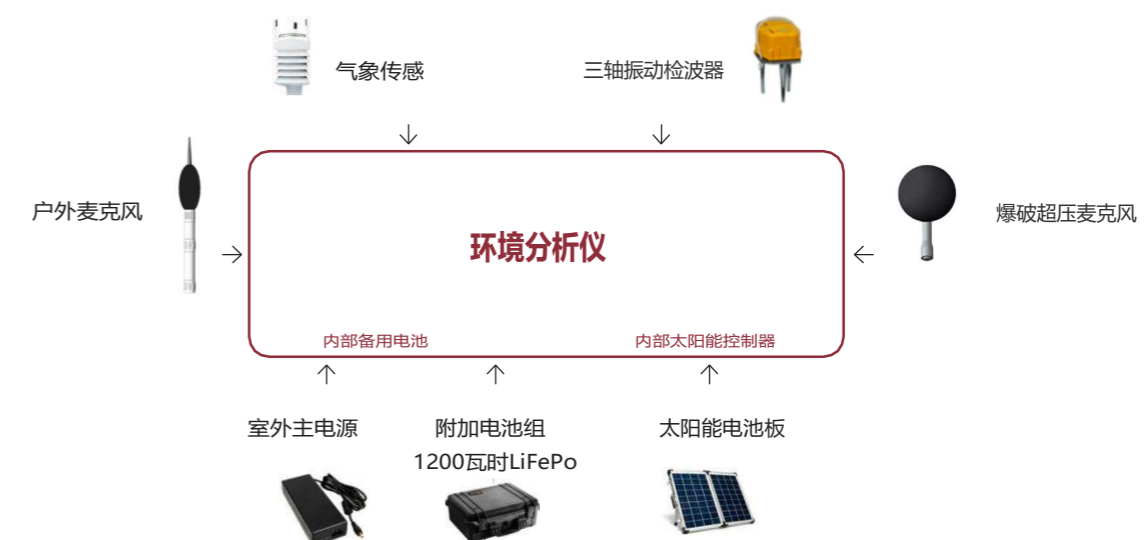 气象传感
三轴振动检波器
户外麦克风
爆破超压麦克风
环境分析仪
内部备用电池
内部太阳能控制器
室外主电源
附加电池组
1200瓦时LiFePo
太阳能电池板